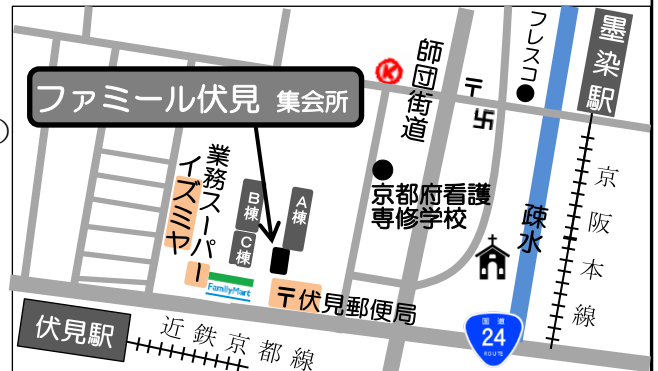 ファミール伏見 集会所
師団街道
〒
卍
フレスコ
墨染駅
K
業務スーパー
イズミヤ
B棟
A棟
C棟
京都府看護
専修学校
疏水
京阪本線
FamilyMart
〒伏見郵便局
伏見駅
近鉄京都線
国道
24
ROUTE